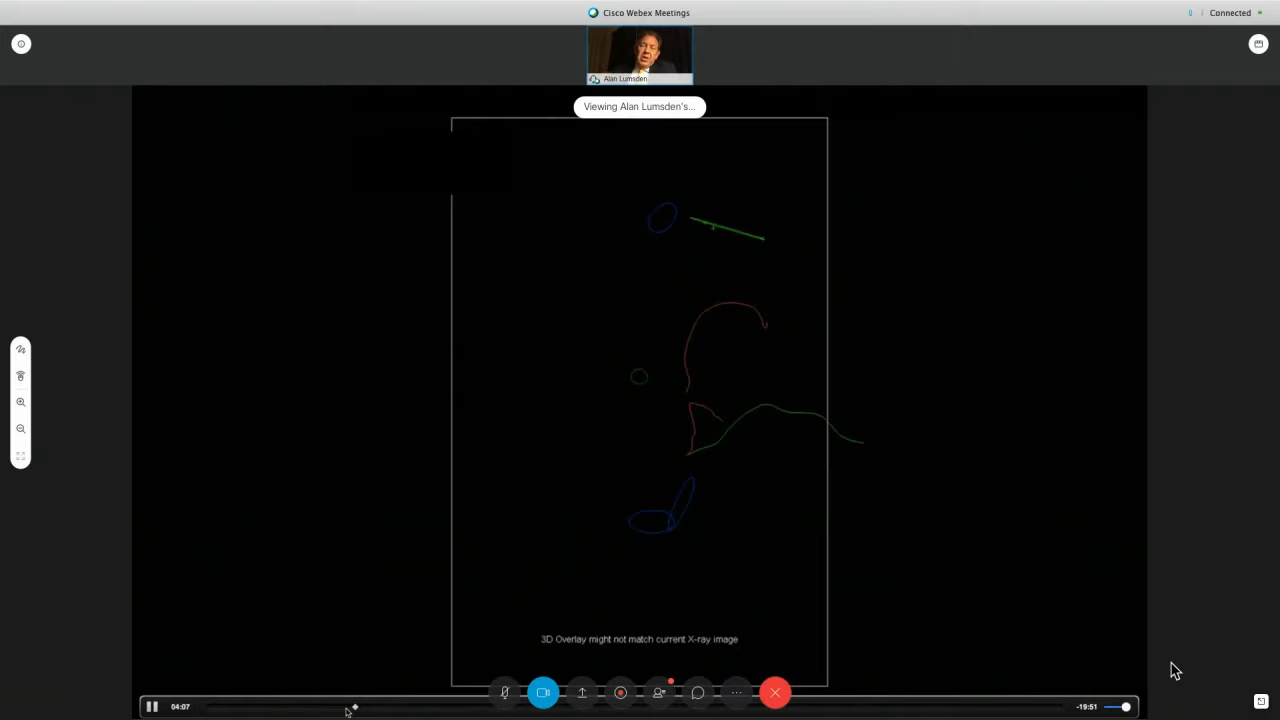 Cisco Webex Meetings
Connected
Alan Lumsden
Viewing Alan Lumsden's...
3D Overlay might not match current X-ray image
04:07
-19:51